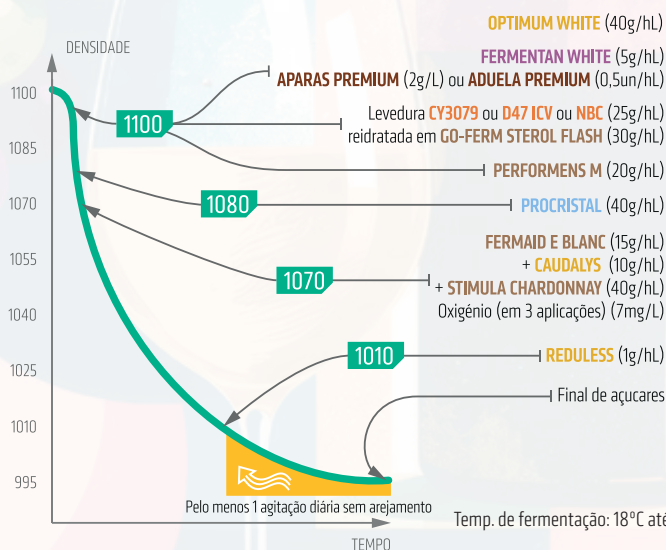 OPTIMUM WHITE (40g/hL)
DENSIDADE
FERMENTAN WHITE (5g/hL)
APARAS PREMIUM (2g/L) ou ADUELA PREMIUM (0,5un/hL)
1100
1100
Levedura CY3079 ou D47 ICV ou NBC (25g/hL)
reidratada em GO-FERM STEROL FLASH (30g/hL)
1085
PERFORMENS M (20g/hL)
1070
1080
PROCRISTAL (40g/hL)
FERMAID E BLANC (15g/hL)
1055
+ CAUDALYS (10g/hL)
1070
+ STIMULA CHARDONNAY (40g/hL)
Oxigénio (em 3 aplicações) (7mg/L)
1040
1010
REDULESS (1g/hL)
1025
Final de açucares
1010
995
Pelo menos 1 agitação diária sem arejamento
Temp. de fermentação: 18ºC até
TEMPO